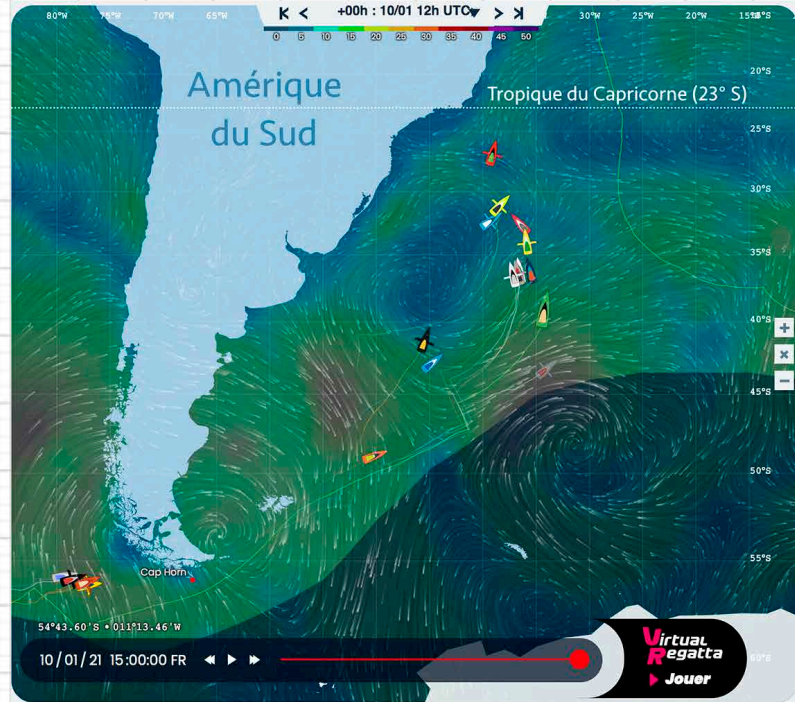 80°W 75°W 70°W 65°W 30°W 20°W
+00h : 10/01 12h UTC
0 5 10 15 20 25 30 35 40 45 50
20°S
Amérique
du Sud
Tropique du Capricorne (23° S)
25°S
30°S
35°S
40°S
45°S
50°S
55°S
Cap Horn
54°43.60'S • 011°13.46'W
10/01/21 15:00:00 FR
Virtual
Regatta
Jouer
60°S